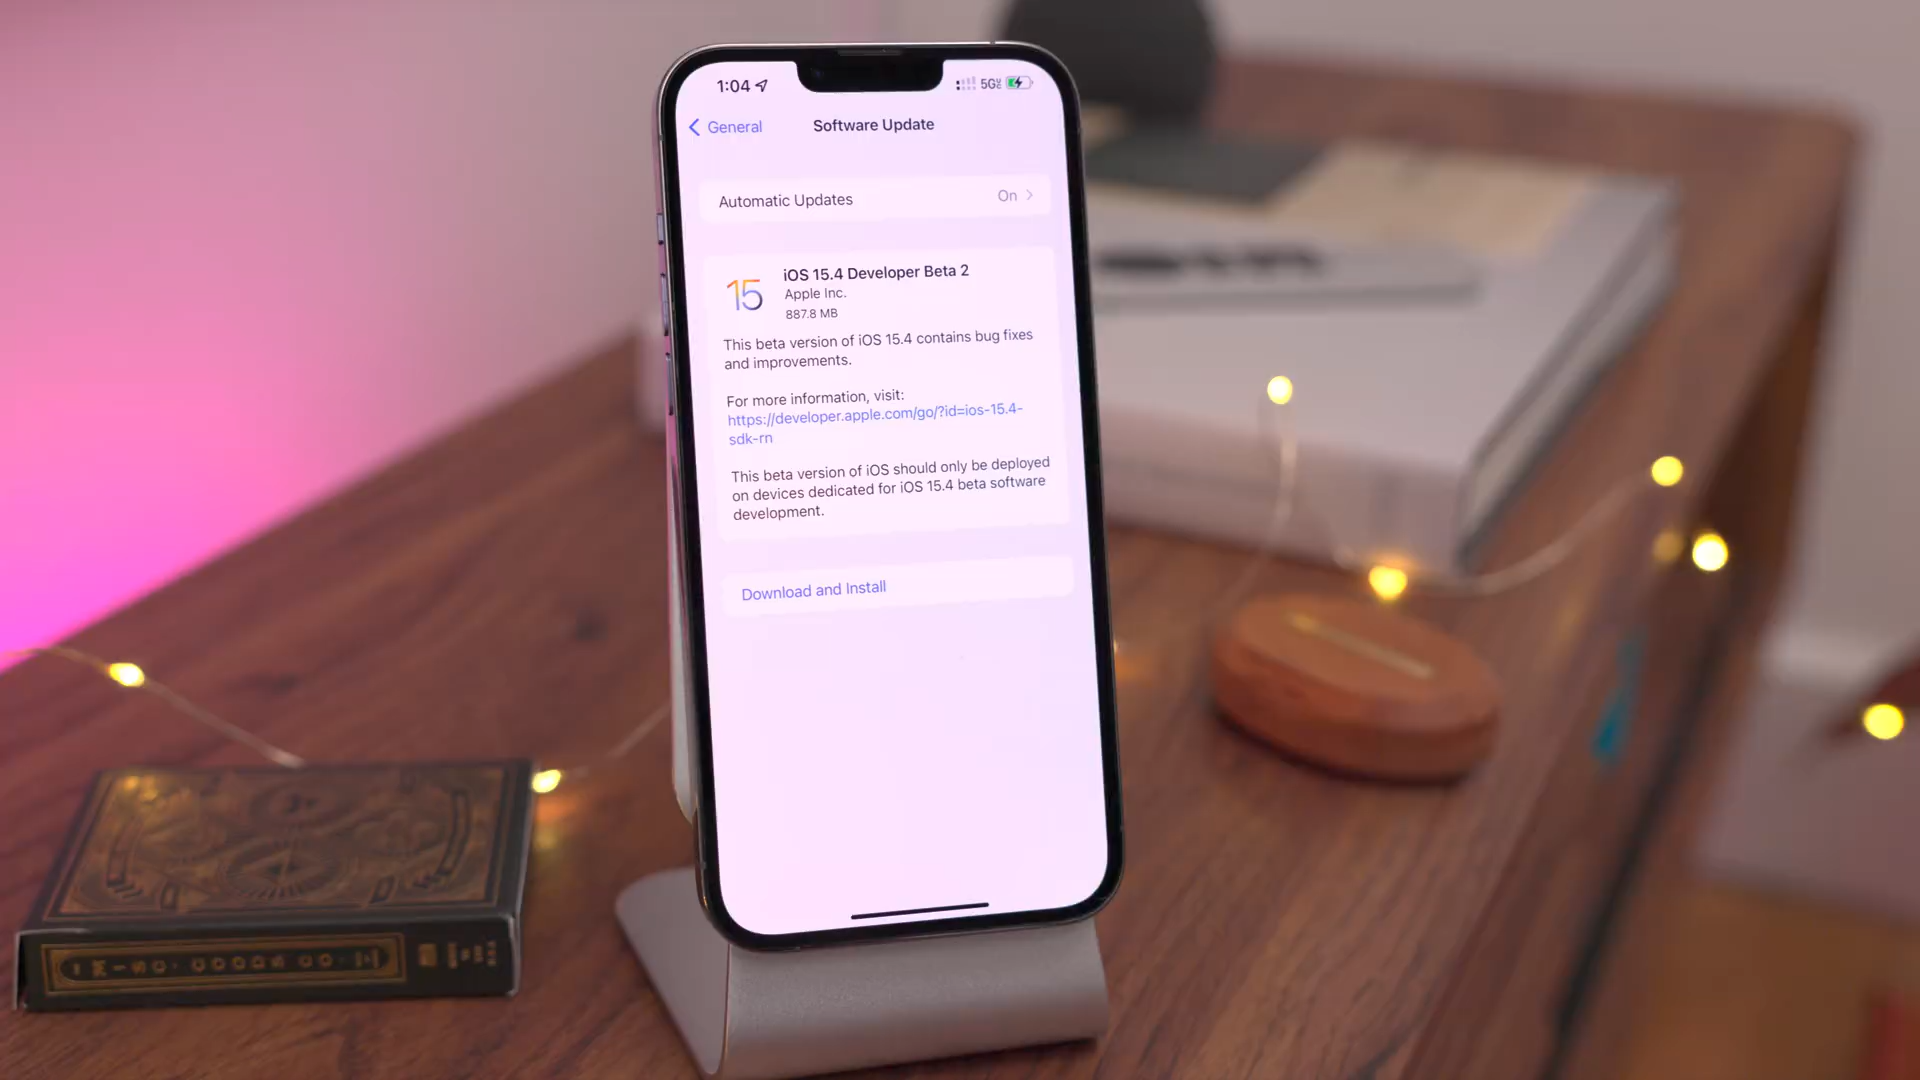 1:04
5G
General
Software Update
Automatic Updates
On
15
iOS 15.4 Developer Beta 2
Apple Inc.
887.8 MB
This beta version of iOS 15.4 contains bug fixes
and improvements.
For more information, visit:
https://developer.apple.com/go/?id=ios-15.4-
sdk-rn
This beta version of iOS should only be deployed
on devices dedicated for iOS 15.4 beta software
development.
Download and Install
MISC. GOODS CO.